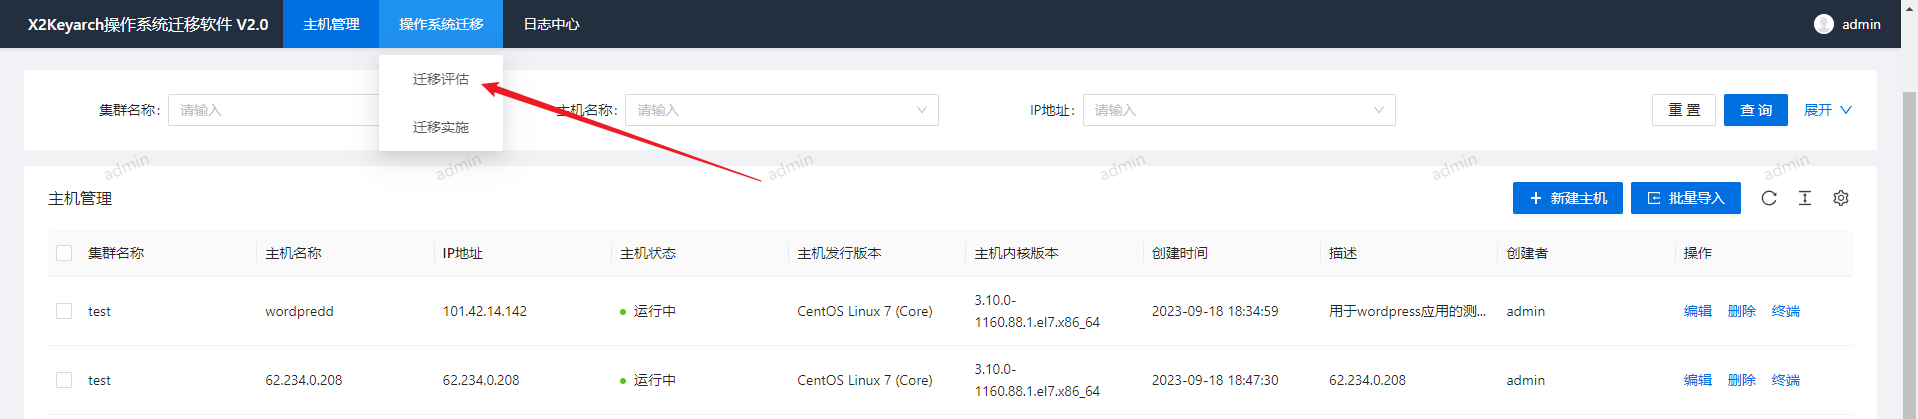 X2Keyarch操作系统迁移软件 V2.0 主机管理 操作系统迁移 日志中心 admin
迁移评估
迁移实施
集群名称: 请输入 主机名称: 请输入 IP地址: 请输入 重 置 查 询 展开
admin admin admin admin admin admin
主机管理 新建主机 批量导入
集群名称 主机名称 IP地址 主机状态 主机发行版本 主机内核版本 创建时间 描述 创建者 操作
test wordpredd 101.42.14.142 运行中 CentOS Linux 7 (Core) 3.10.0-
1160.88.1.el7.x86_64 2023-09-18 18:34:59 用于wordpress应用的测... admin 编辑 删除 终端
test 62.234.0.208 62.234.0.208 运行中 CentOS Linux 7 (Core) 3.10.0-
1160.88.1.el7.x86_64 2023-09-18 18:47:30 62.234.0.208 admin 编辑 删除 终端